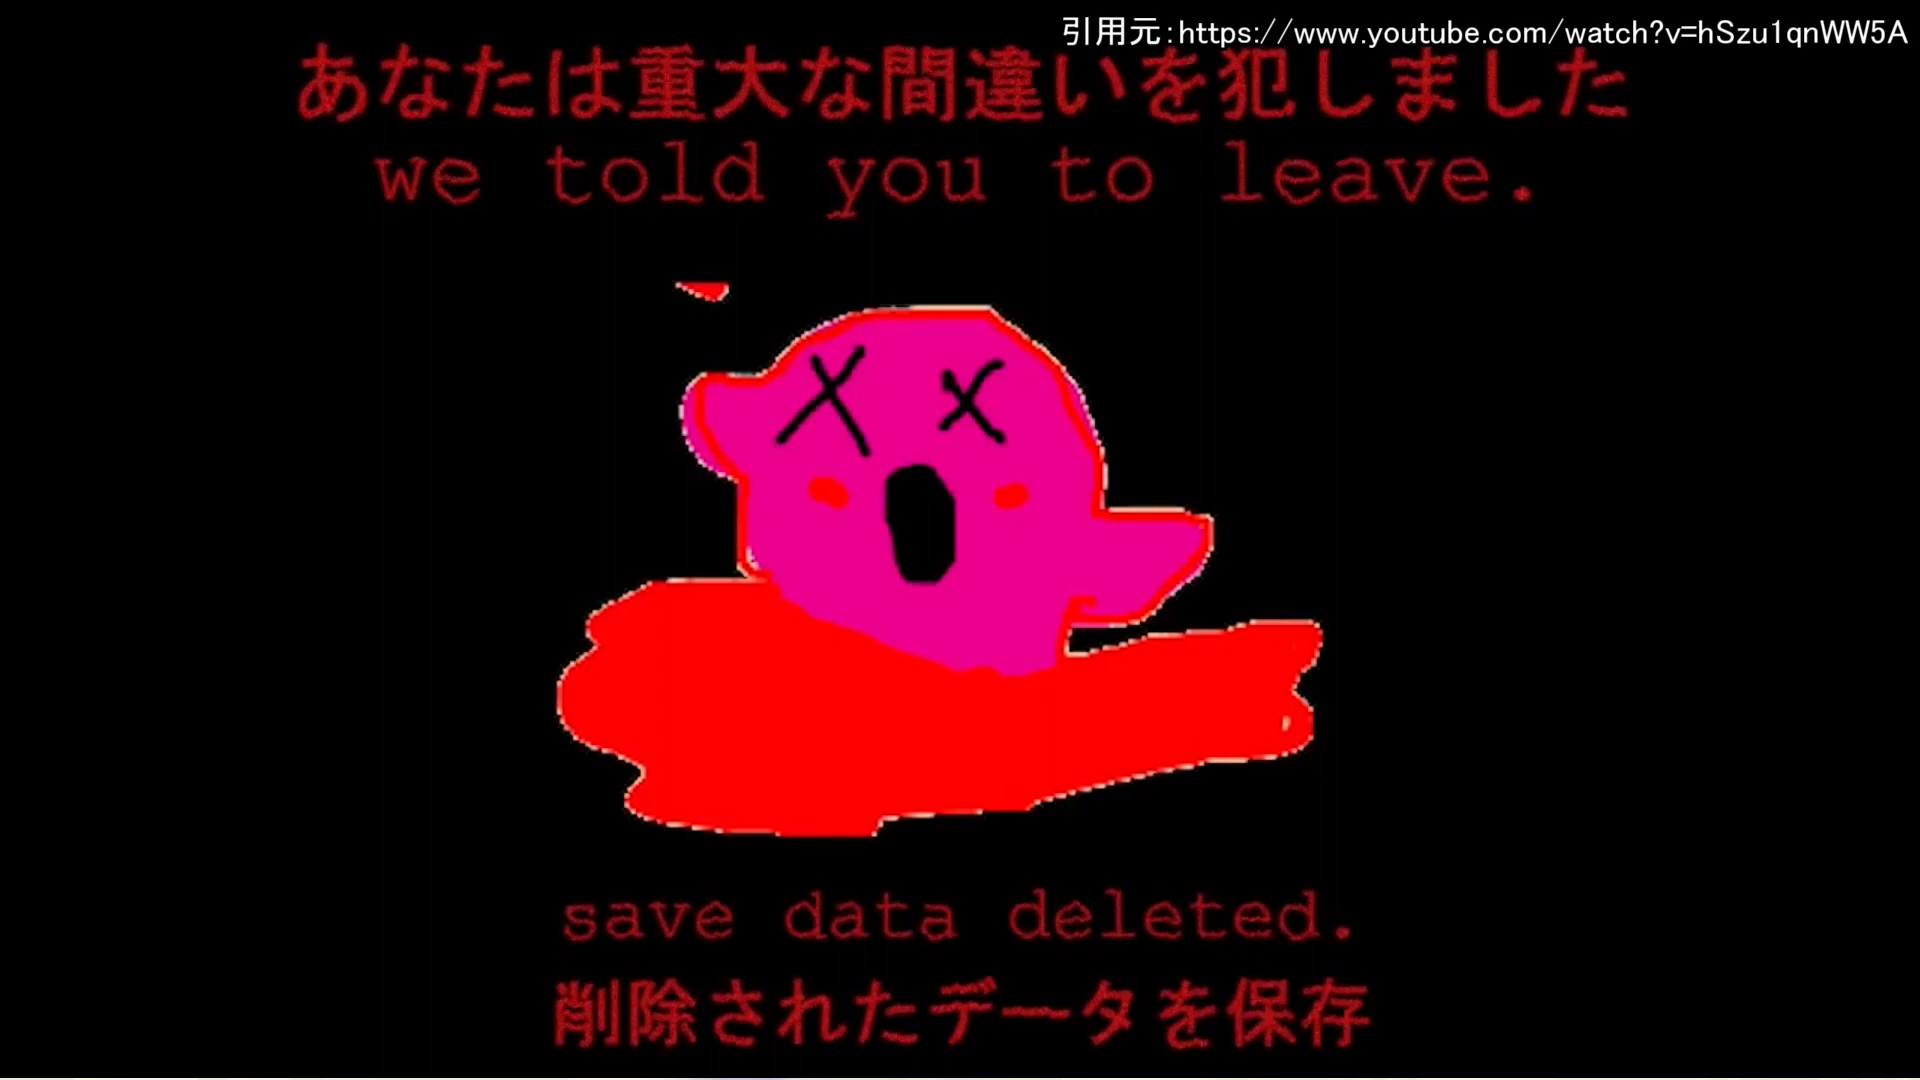 引用元:https://www.youtube.com/watch?v=hSzu1qnWW5A
あなたは重大な間違いを犯しました
we told you to leave.
save data deleted.
削除されたデータを保存